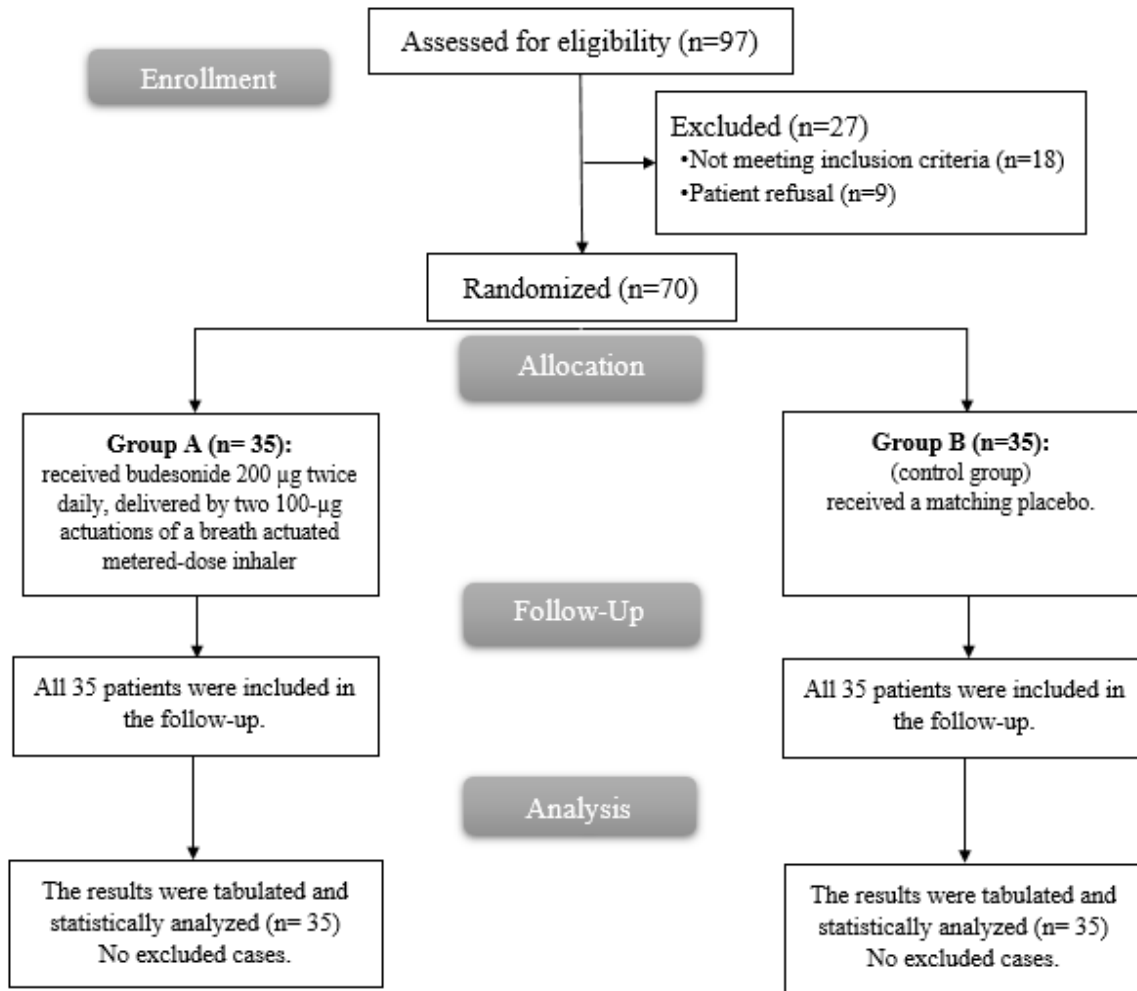 Assessed for eligibility (n=97)
Enrollment
Excluded (n=27)
•Not meeting inclusion criteria (n=18)
•Patient refusal (n=9)
Randomized (n=70)
Allocation
Group A (n= 35):
received budesonide 200 µg twice
daily, delivered by two 100-µg
actuations of a breath actuated
metered-dose inhaler
Group B (n=35):
(control group)
received a matching placebo.
Follow-Up
All 35 patients were included in
the follow-up.
All 35 patients were included in
the follow-up.
Analysis
The results were tabulated and
statistically analyzed (n= 35)
No excluded cases.
The results were tabulated and
statistically analyzed (n= 35)
No excluded cases.